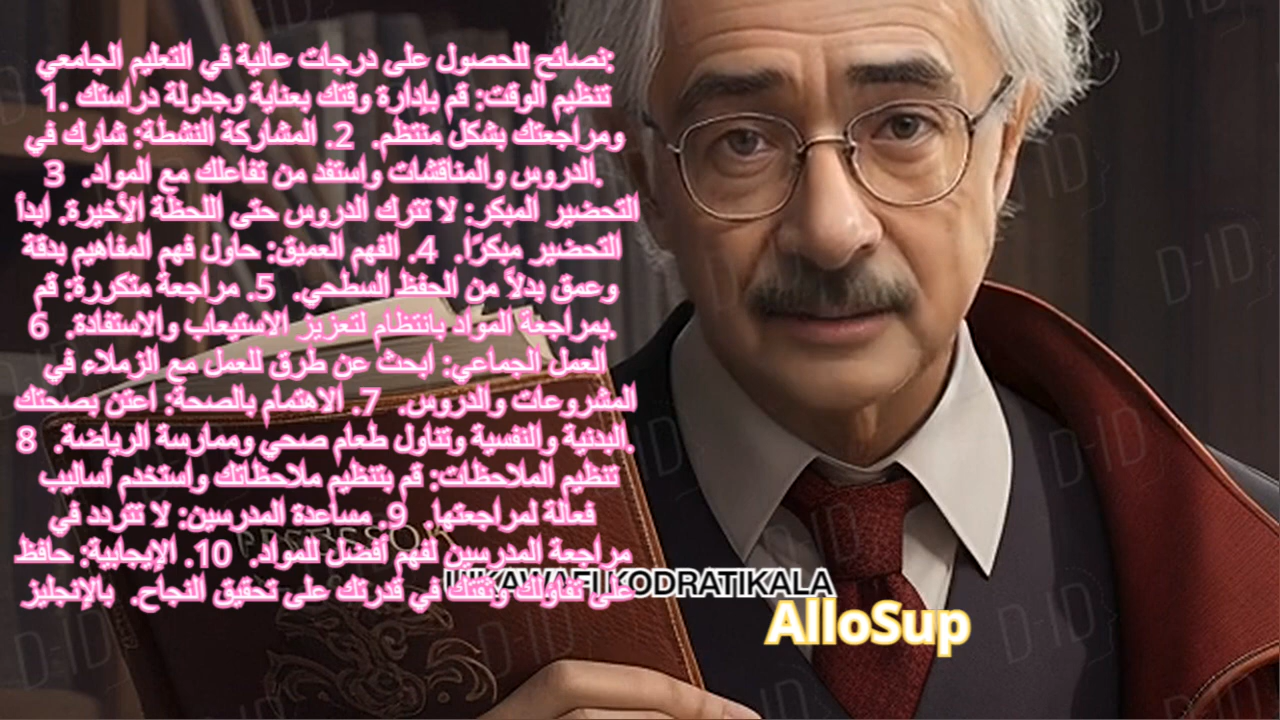 نصائح للحصول على درجات عالية في التعليم الجامعي:
1. تنظيم الوقت: قم بإدارة وقتك بعناية وجدولة دراستك
ومراجعتك بشكل منتظم. 2. المشاركة النشطة: شارك في
الدروس والمناقشات واستفد من تفاعلك مع المواد. 3.
التحضير المبكر: لا تترك الدروس حتى اللحظة الأخيرة. ابدأ
التحضير مبكرًا. 4. الفهم العميق: حاول فهم المفاهيم بدقة
وعمق بدلاً من الحفظ السطحي. 5. مراجعة متكررة: قم
بمراجعة المواد بانتظام لتعزيز الاستيعاب والاستفادة. 6.
العمل الجماعي: ابحث عن طرق للعمل مع الزملاء في
المشروعات والدروس. 7. الاهتمام بالصحة: اعتن بصحتك
البدنية والنفسية وتناول طعام صحي وممارسة الرياضة. 8.
تنظيم الملاحظات: قم بتنظيم ملاحظاتك واستخدم أساليب
فعالة لمراجعتها. 9. مساعدة المدرسين: لا تتردد في
مراجعة المدرسين لفهم أفضل للمواد. 10. الإيجابية: حافظ
على تفاؤلك وثقتك في قدرتك على تحقيق النجاح. بالإنجليز
KODRATIKALA
AlloSup
D-ID